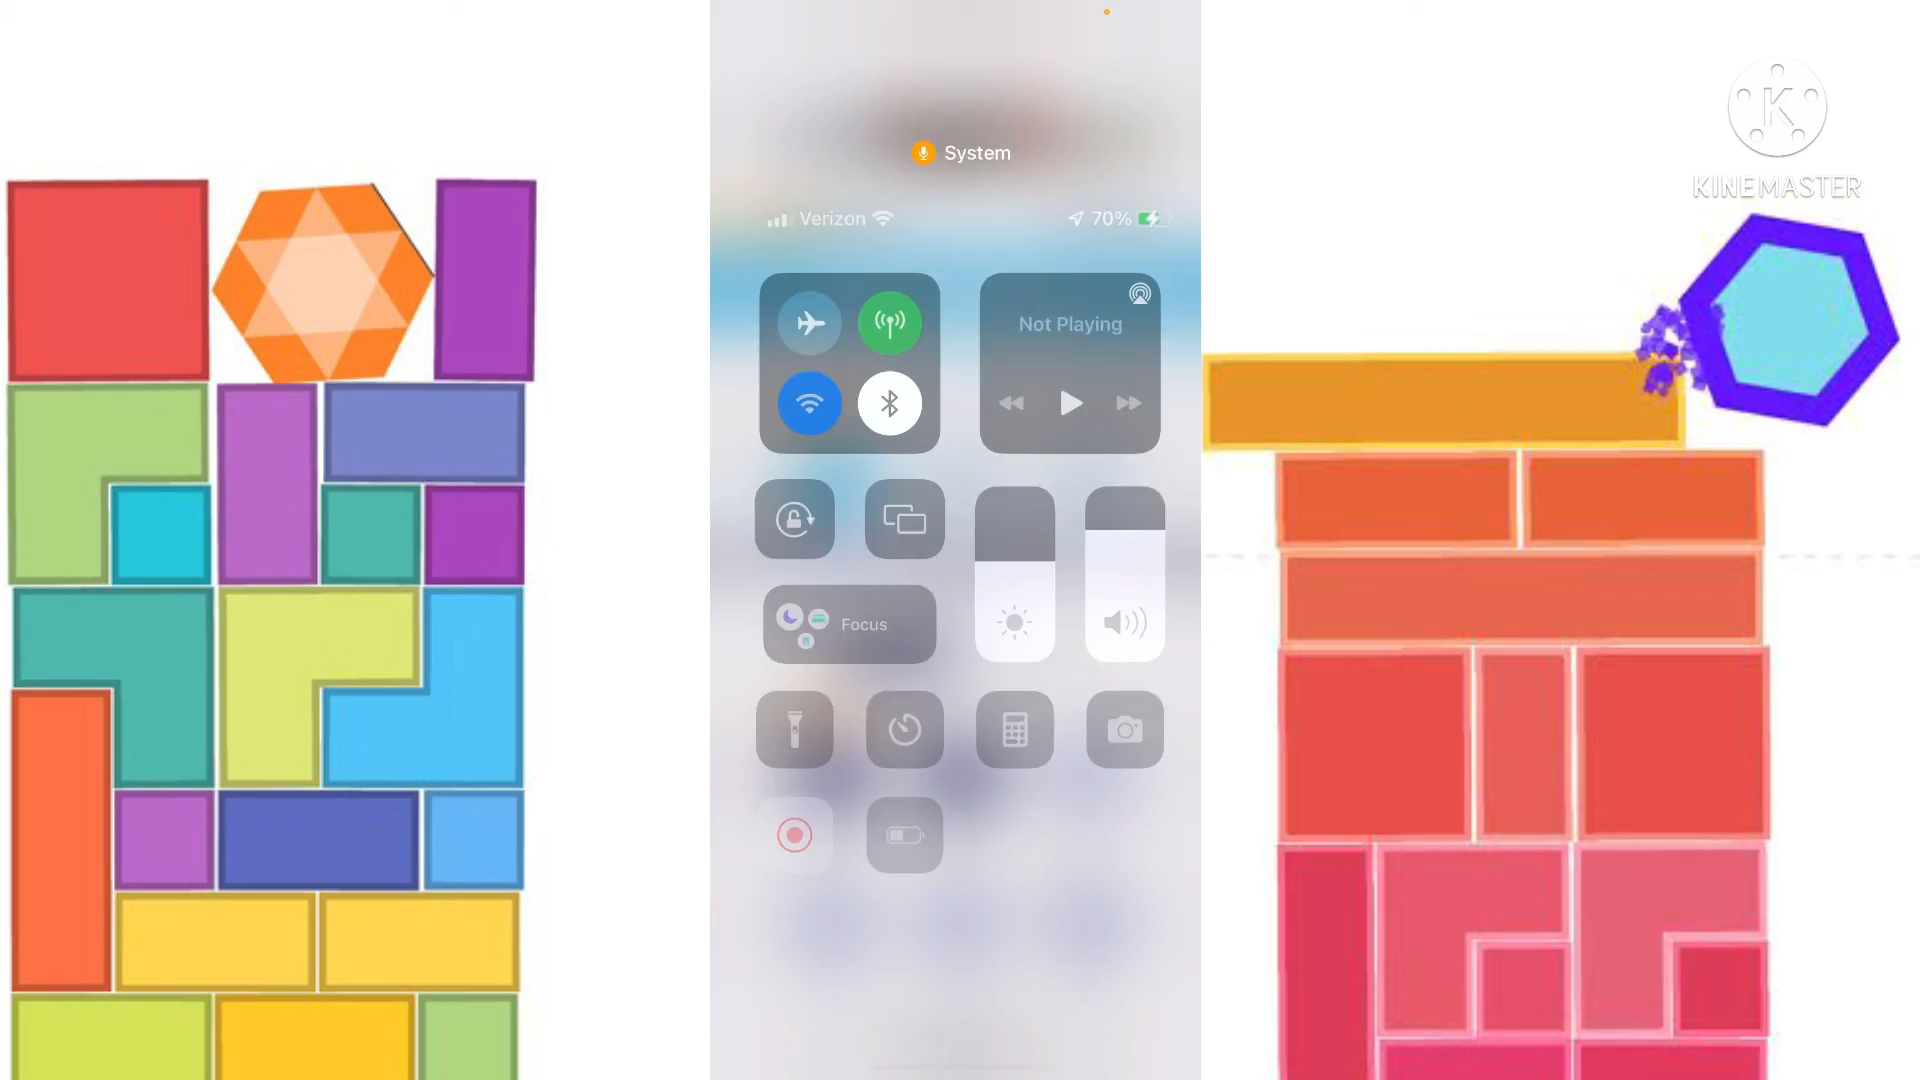 System
Verizon
70%
Not Playing
Focus
K
KINEMASTER